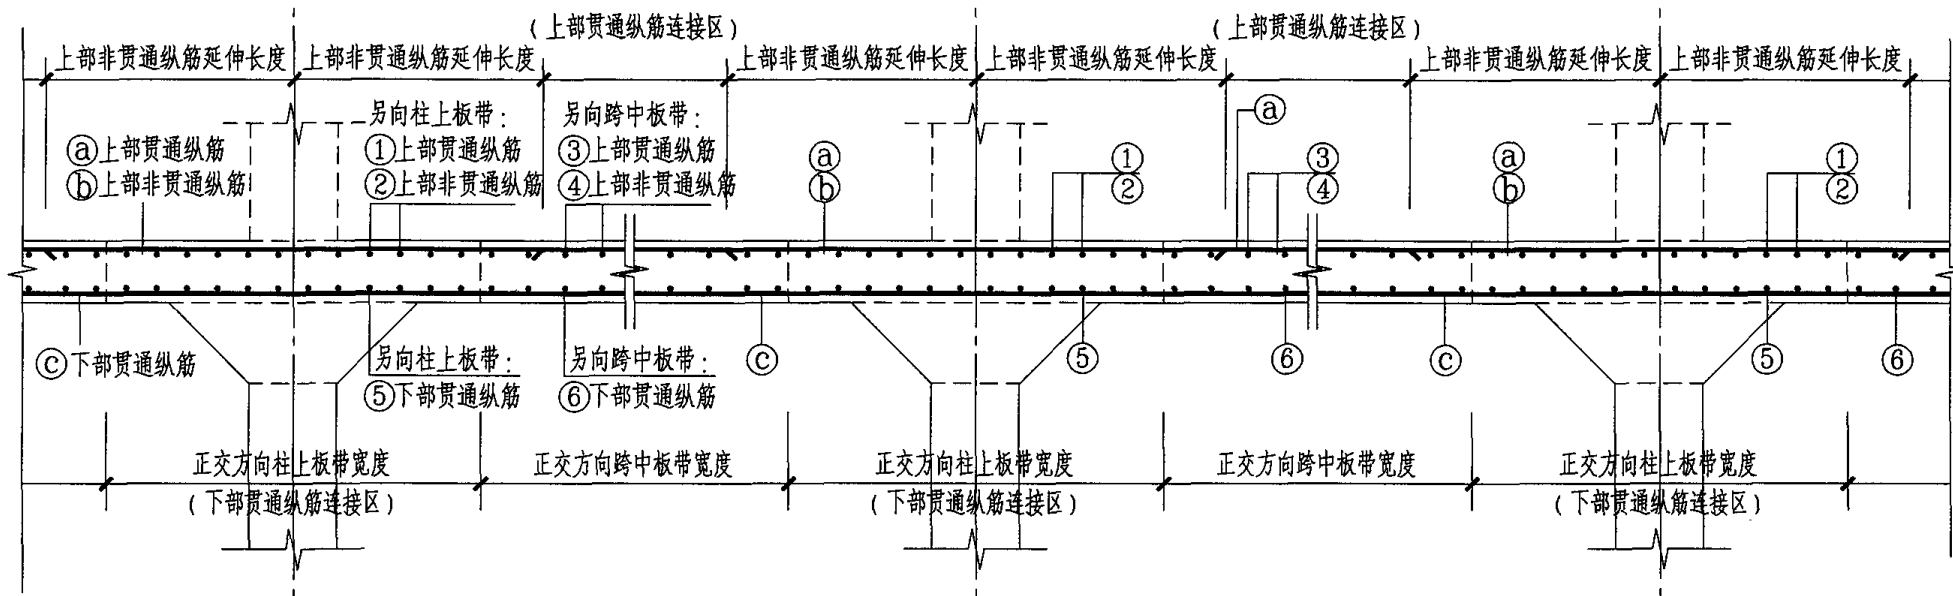 (上部贯通纵筋连接区) (上部贯通纵筋连接区)
上部非贯通纵筋延伸长度 上部非贯通纵筋延伸长度 上部非贯通纵筋延伸长度 上部非贯通纵筋延伸长度 上部非贯通纵筋延伸长度 上部非贯通纵筋延伸长度
另向柱上板带: 另向跨中板带: ⓐ
ⓐ上部贯通纵筋 ①上部贯通纵筋 ③上部贯通纵筋 ⓐ ① ③ ⓐ ①
ⓑ上部非贯通纵筋 ②上部非贯通纵筋 ④上部非贯通纵筋 ⓑ ② ④ ⓑ ②
ⓒ下部贯通纵筋 另向柱上板带: 另向跨中板带: ⓒ ⑤ ⑥ ⓒ ⑤ ⑥
⑤下部贯通纵筋 ⑥下部贯通纵筋
正交方向柱上板带宽度 正交方向跨中板带宽度 正交方向柱上板带宽度 正交方向跨中板带宽度 正交方向柱上板带宽度
(下部贯通纵筋连接区) (下部贯通纵筋连接区) (下部贯通纵筋连接区)